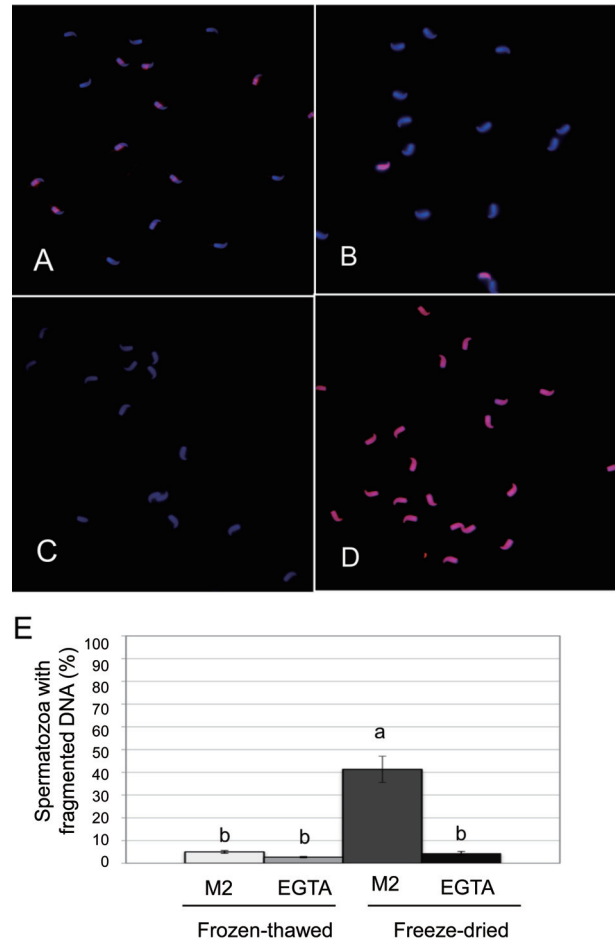 A
B
C
D
E
Spermatozoa with
fragmented DNA (%)
100
90
80
70
60
50
40
30
20
10
0
b
b
a
b
M2
EGTA
M2
EGTA
Frozen-thawed
Freeze-dried